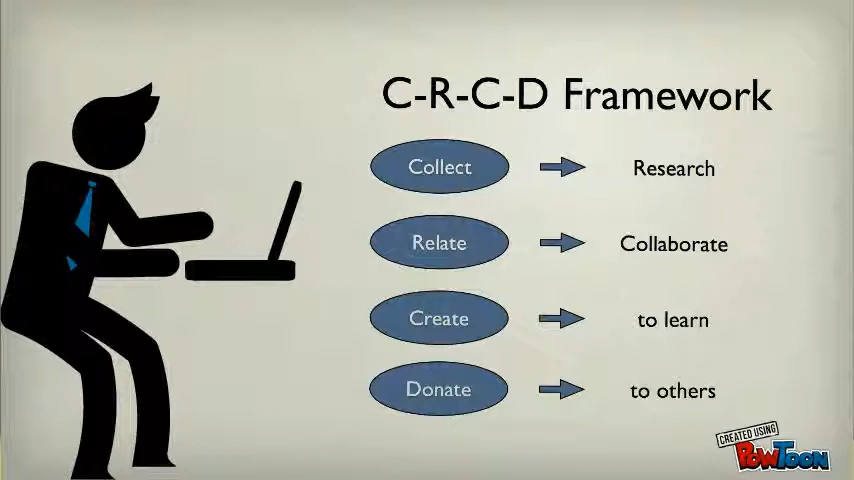 C-R-C-D Framework
Collect Research
Relate Collaborate
Create to learn
Donate to others
CREATED USING
PowToon